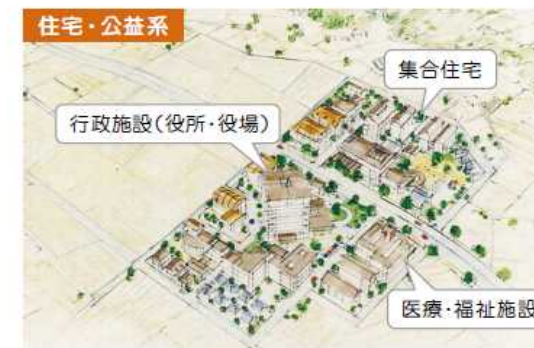 住宅・公益系
集合住宅
行政施設(役所・役場)
医療・福祉施設